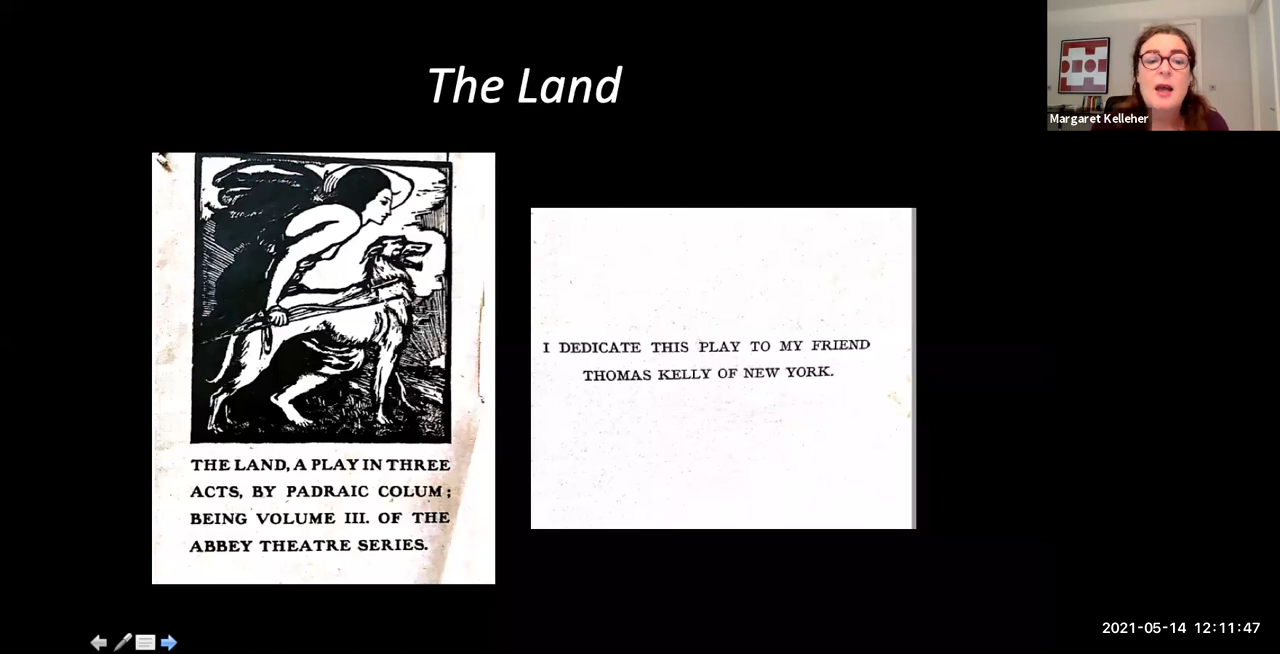 The Land
Margaret Kelleher
THE LAND, A PLAY IN THREE
ACTS, BY PADRAIC COLUM;
BEING VOLUME III. OF THE
ABBEY THEATRE SERIES.
I DEDICATE THIS PLAY TO MY FRIEND
THOMAS KELLY OF NEW YORK.
2021-05-14 12:11:47